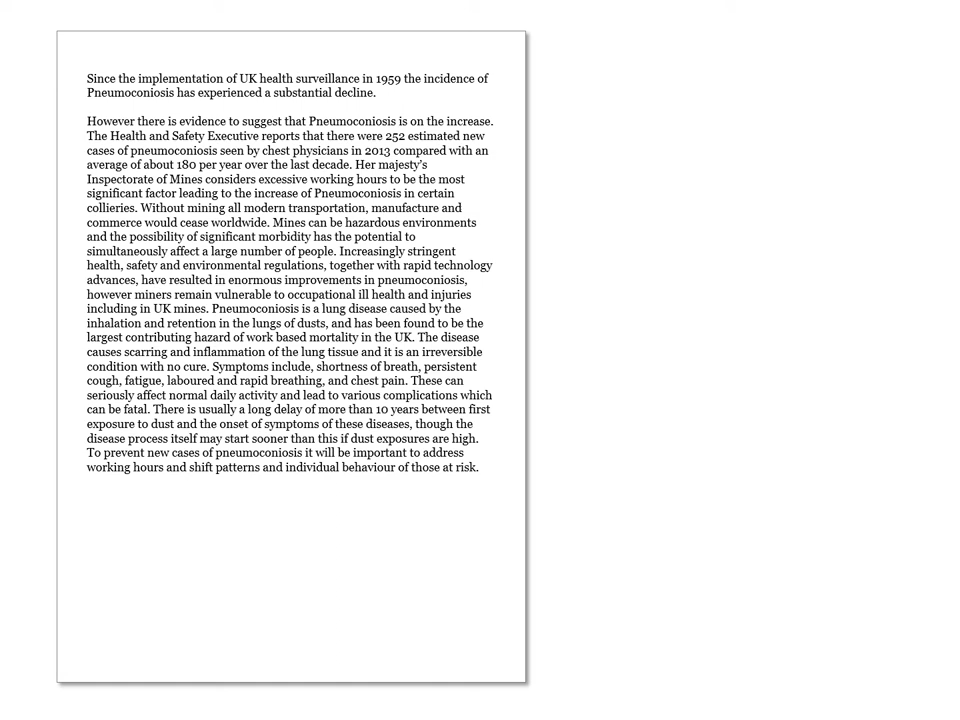 Since the implementation of UK health surveillance in 1959 the incidence of
Pneumoconiosis has experienced a substantial decline.
However there is evidence to suggest that Pneumoconiosis is on the increase.
The Health and Safety Executive reports that there were 252 estimated new
cases of pneumoconiosis seen by chest physicians in 2013 compared with an
average of about 180 per year over the last decade. Her majesty's
Inspectorate of Mines considers excessive working hours to be the most
significant factor leading to the increase of Pneumoconiosis in certain
collieries. Without mining all modern transportation, manufacture and
commerce would cease worldwide. Mines can be hazardous environments
and the possibility of significant morbidity has the potential to
simultaneously affect a large number of people. Increasingly stringent
health, safety and environmental regulations, together with rapid technology
advances, have resulted in enormous improvements in pneumoconiosis,
however miners remain vulnerable to occupational ill health and injuries
including in UK mines. Pneumoconiosis is a lung disease caused by the
inhalation and retention in the lungs of dusts, and has been found to be the
largest contributing hazard of work based mortality in the UK. The disease
causes scarring and inflammation of the lung tissue and it is an irreversible
condition with no cure. Symptoms include, shortness of breath, persistent
cough, fatigue, laboured and rapid breathing, and chest pain. These can
seriously affect normal daily activity and lead to various complications which
can be fatal. There is usually a long delay of more than 10 years between first
exposure to dust and the onset of symptoms of these diseases, though the
disease process itself may start sooner than this if dust exposures are high.
To prevent new cases of pneumoconiosis it will be important to address
working hours and shift patterns and individual behaviour of those at risk.